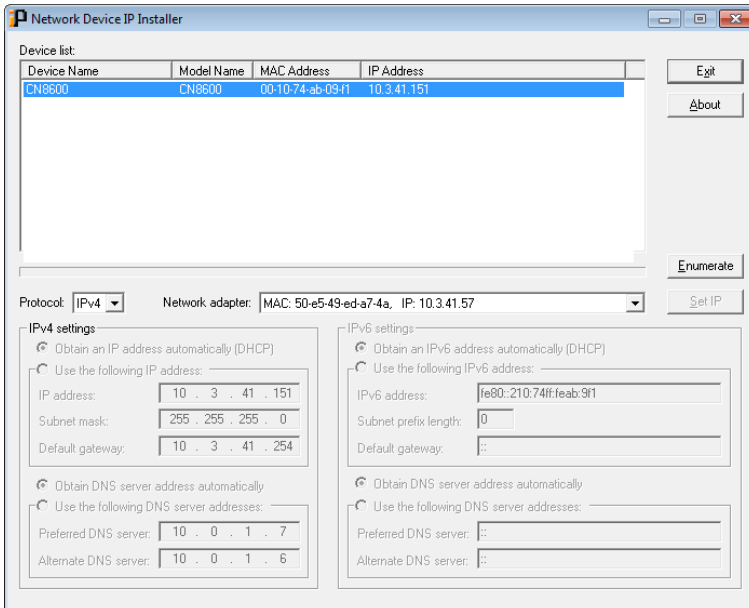 Network Device IP Installer
Device list:
Device Name Model Name MAC Address IP Address
CN8600 CN8600 00-10-74-ab-09-f1 10.3.41.151
Exit
About
Enumerate
Protocol: IPv4 Network adapter: MAC: 50-e5-49-ed-a7-4a, IP: 10.3.41.57
Set IP
IPv4 settings
Obtain an IP address automatically (DHCP)
Use the following IP address:
IP address: 10 . 3 . 41 . 151
Subnet mask: 255 . 255 . 255 . 0
Default gateway: 10 . 3 . 41 . 254
Obtain DNS server address automatically
Use the following DNS server addresses:
Preferred DNS server: 10 . 0 . 1 . 7
Alternate DNS server: 10 . 0 . 1 . 6
IPv6 settings
Obtain an IPv6 address automatically (DHCP)
Use the following IPv6 address:
IPv6 address: fe80::210:74ff:feab:9f1
Subnet prefix length: 0
Default gateway: ::
Obtain DNS server address automatically
Use the following DNS server addresses:
Preferred DNS server: ::
Alternate DNS server: ::